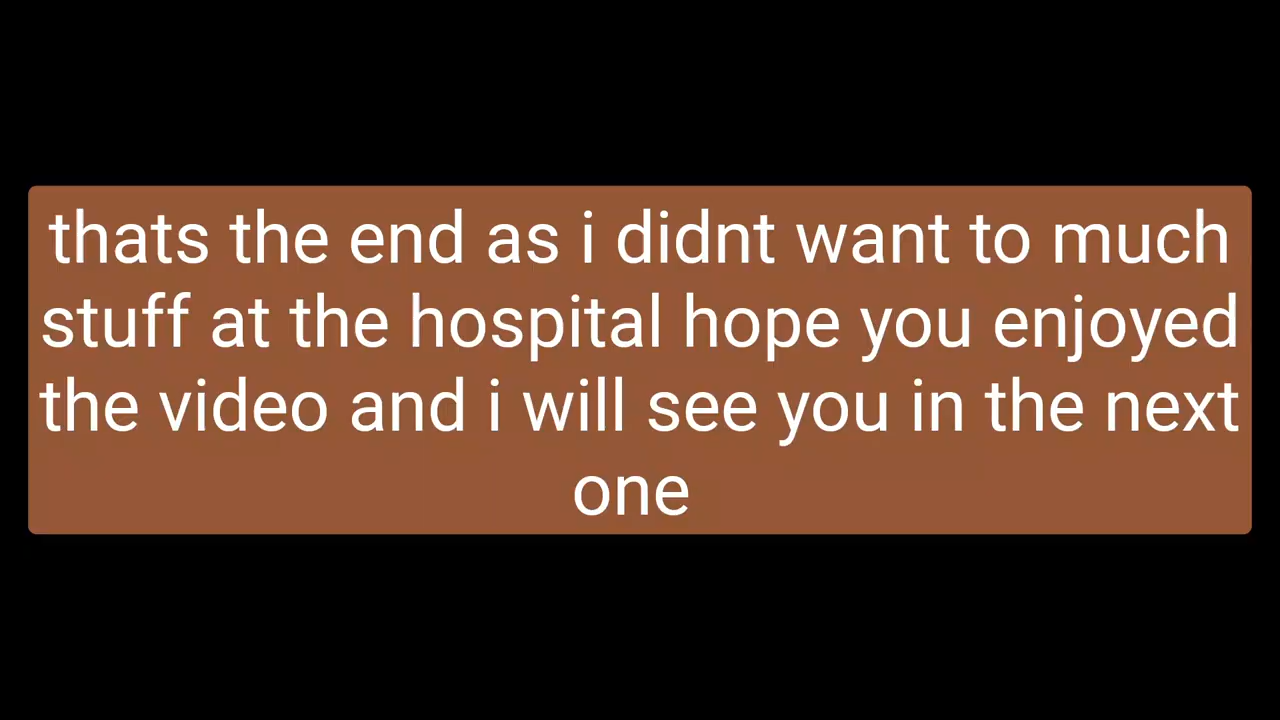 thats the end as i didnt want to much
stuff at the hospital hope you enjoyed
the video and i will see you in the next
one